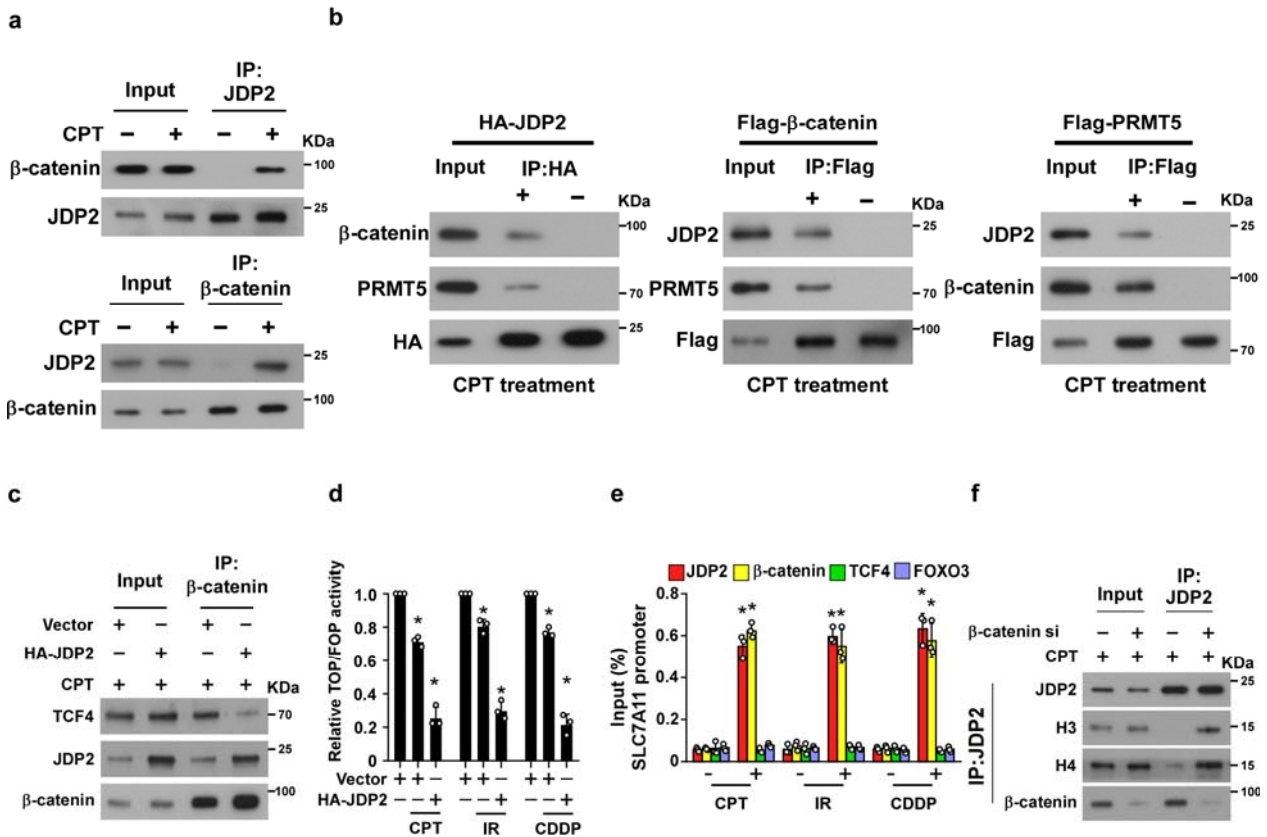 a
Input IP: JDP2
CPT − + − + KDa
β-catenin 100
JDP2 25
Input IP: β-catenin
CPT − + − +
JDP2 25
β-catenin 100
b
HA-JDP2
Input IP:HA
+ − KDa
β-catenin 100
PRMT5 70
HA 25
CPT treatment
Flag-β-catenin
Input IP:Flag
+ − KDa
JDP2 25
PRMT5 70
Flag 100
CPT treatment
Flag-PRMT5
Input IP:Flag
+ − KDa
JDP2 25
β-catenin 100
Flag 70
CPT treatment
c
Input IP: β-catenin
Vector + − + −
HA-JDP2 − + − +
CPT + + + + KDa
TCF4 70
JDP2 25
β-catenin 100
d
Relative TOP/FOP activity
1.0
0.8
0.6
0.4
0.2
0
* * * * * *
Vector + + − + + − + + −
HA-JDP2 − − + − − + − − +
CPT IR CDDP
e
JDP2 β-catenin TCF4 FOXO3
Input (%)
SLC7A11 promoter
0.8
0.6
0.4
0.2
0
* * * * * *
- + - + - +
CPT IR CDDP
f
Input IP: JDP2
β-catenin si − + − +
CPT + + + + KDa
IP:JDP2
JDP2 25
H3 15
H4 15
β-catenin 100